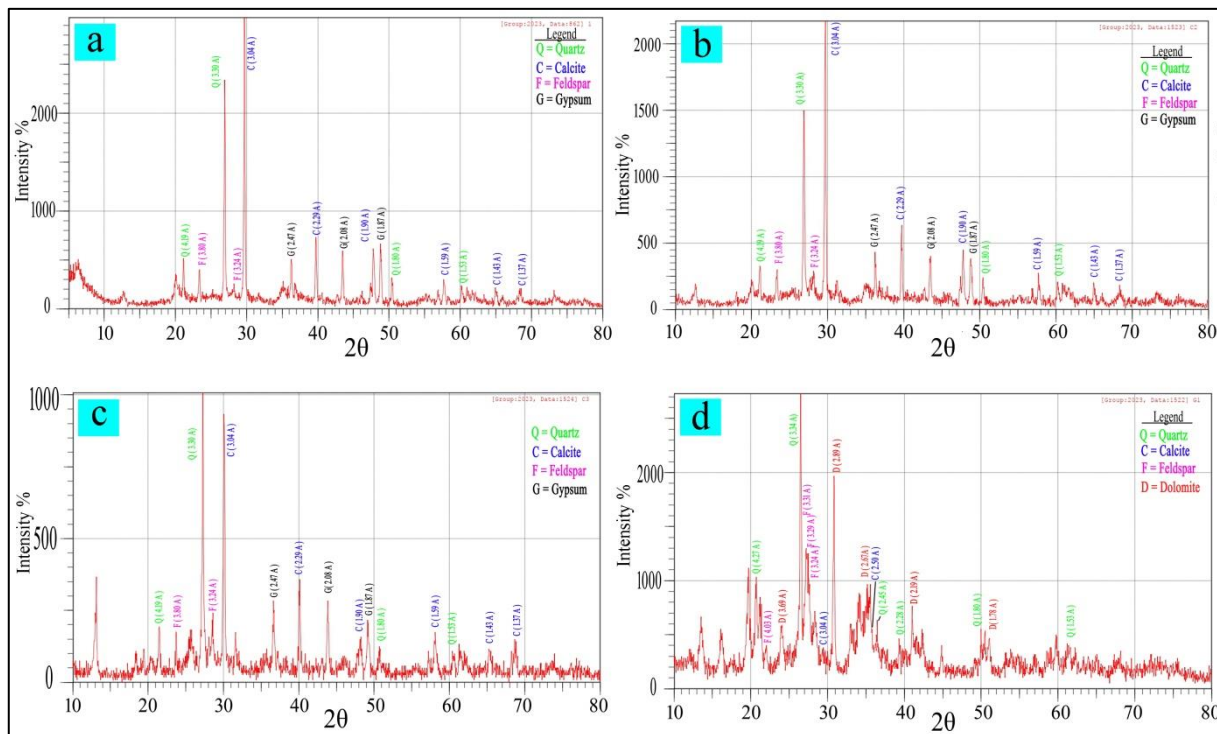 a
[Group:2023, Data:862] 1
Legend
Q = Quartz
C = Calcite
F = Feldspar
G = Gypsum
Intensity %
2000
1000
0
Q (4.19 A)
F (3.80 A)
Q (3.30 A)
F (3.24 A)
C (3.04 A)
G (2.47 A)
C (2.29 A)
G (2.08 A)
C (1.90 A)
G (1.87 A)
Q (1.80 A)
C (1.59 A)
Q (1.53 A)
C (1.43 A)
C (1.37 A)
10 20 30 40 50 60 70 80
2θ
b
[Group:2023, Data:1523] C2
Legend
Q = Quartz
C = Calcite
F = Feldspar
G = Gypsum
Intensity %
2000
1500
1000
500
0
Q (4.19 A)
F (3.80 A)
Q (3.30 A)
F (3.24 A)
C (3.04 A)
G (2.47 A)
C (2.29 A)
G (2.08 A)
C (1.90 A)
G (1.87 A)
Q (1.80 A)
C (1.59 A)
Q (1.53 A)
C (1.43 A)
C (1.37 A)
10 20 30 40 50 60 70 80
2θ
c
[Group:2023, Data:1524] C3
Q = Quartz
C = Calcite
F = Feldspar
G = Gypsum
Intensity %
1000
500
0
Q (4.19 A)
F (3.80 A)
Q (3.30 A)
F (3.24 A)
C (3.04 A)
G (2.47 A)
C (2.29 A)
G (2.08 A)
C (1.90 A)
G (1.87 A)
Q (1.80 A)
C (1.59 A)
Q (1.53 A)
C (1.43 A)
C (1.37 A)
10 20 30 40 50 60 70 80
2θ
d
[Group:2023, Data:1522] G1
Legend
Q = Quartz
C = Calcite
F = Feldspar
D = Dolomite
Intensity %
2000
1000
0
Q (4.27 A)
F (4.03 A)
D (3.69 A)
Q (3.34 A)
F (3.31 A)
F (3.29 A)
F (3.24 A)
C (3.04 A)
D (2.89 A)
D (2.67 A)
C (2.50 A)
Q (2.45 A)
Q (2.28 A)
D (2.19 A)
Q (1.80 A)
D (1.78 A)
Q (1.53 A)
10 20 30 40 50 60 70 80
2θ